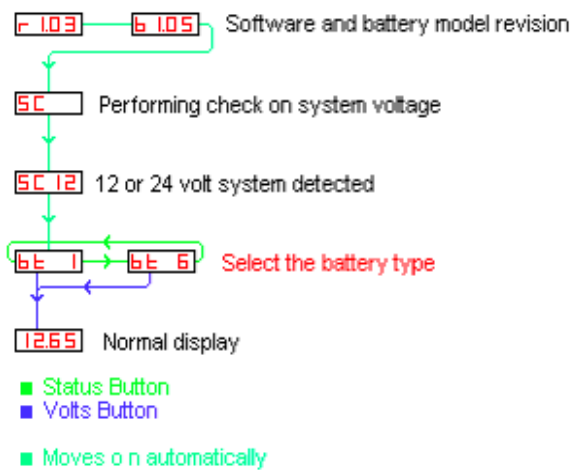 r 1.03 b 1.05 Software and battery model revision
SC Performing check on system voltage
SC 12 12 or 24 volt system detected
bt 1 bt 6 Select the battery type
12.65 Normal display
Status Button
Volts Button
Moves o n automatically